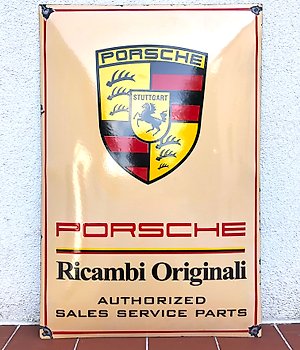 PORSCHE
STUTTGART
PORSCHE
Ricambi Originali
AUTHORIZED
SALES SERVICE PARTS